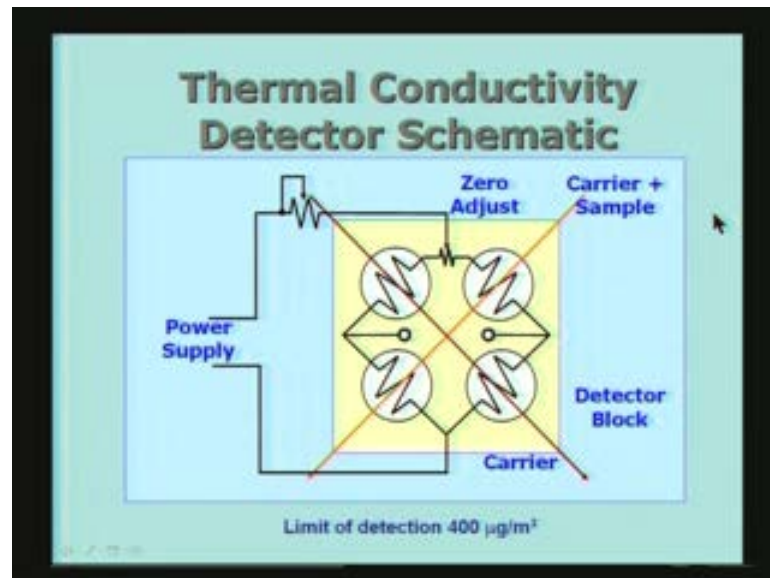 Thermal Conductivity
Detector Schematic
Zero
Adjust
Carrier +
Sample
Power
Supply
Detector
Block
Carrier
Limit of detection 400 µg/m³